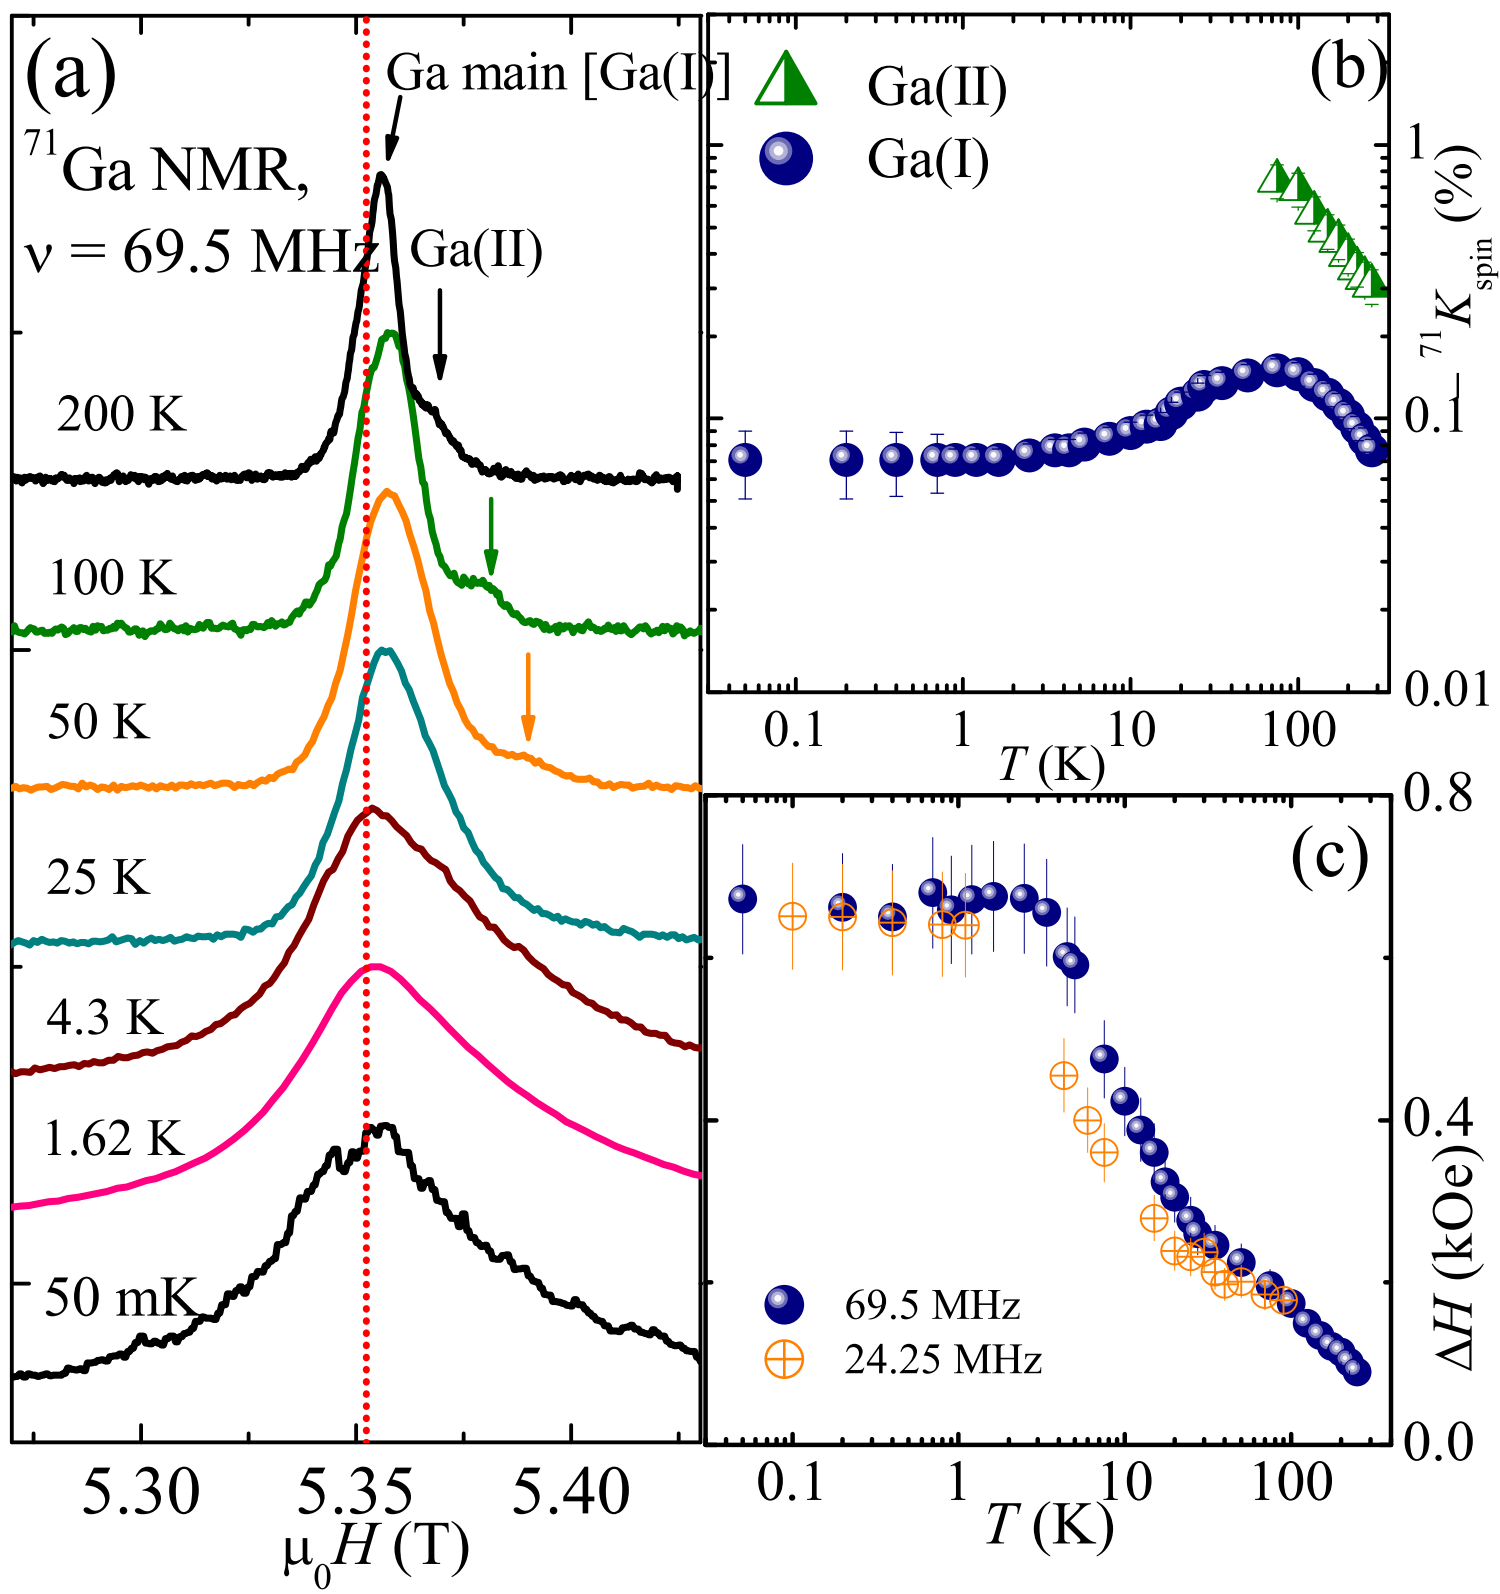 (a)
Ga main [Ga(I)]
⁷¹Ga NMR,
ν = 69.5 MHz
Ga(II)
200 K
100 K
50 K
25 K
4.3 K
1.62 K
50 mK
5.30 5.35 5.40
μ₀H (T)
(b)
Ga(II)
Ga(I)
1
0.1
0.01
– ⁷¹Kspin (%)
0.1 1 10 100
T (K)
(c)
0.8
0.4
0.0
ΔH (kOe)
69.5 MHz
24.25 MHz
0.1 1 10 100
T (K)